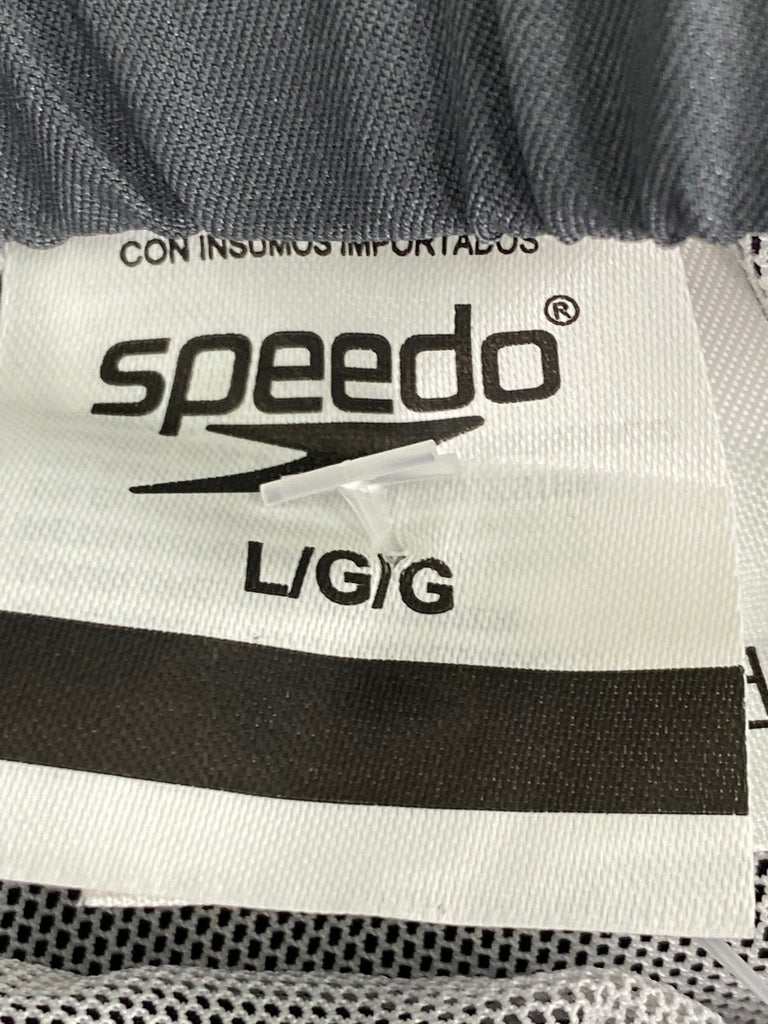 CON INSUMOS IMPORTADOS
speedo®
L/G/G